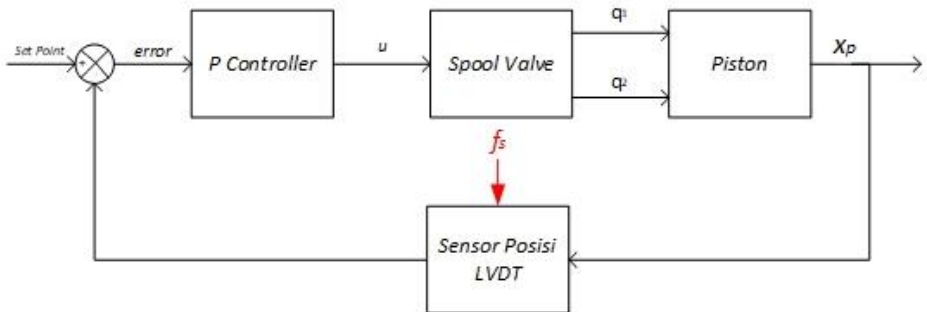 Set Point
+
error
P Controller
u
Spool Valve
q1
q2
Piston
Xp
fs
Sensor Posisi
LVDT